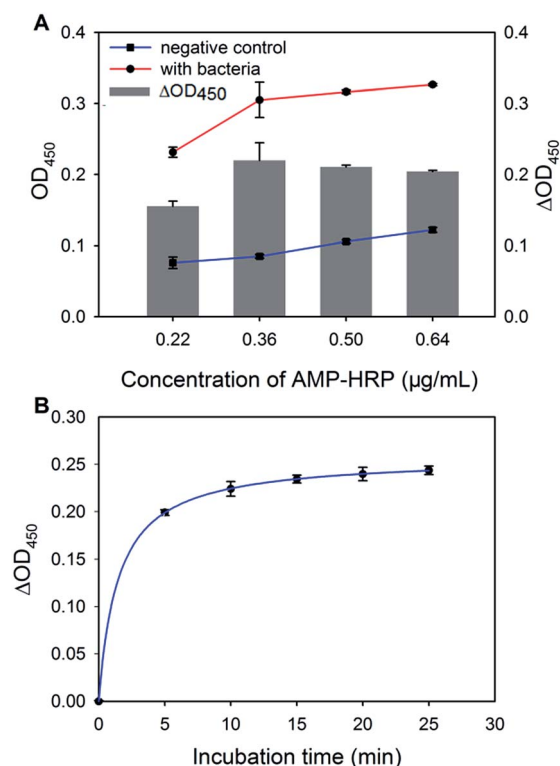 A
negative control
with bacteria
ΔOD450
0.4
0.3
0.2
0.1
0.0
OD450
0.4
0.3
0.2
0.1
0.0
ΔOD450
0.22 0.36 0.50 0.64
Concentration of AMP-HRP (µg/mL)
B
0.30
0.25
0.20
0.15
0.10
0.05
0.00
ΔOD450
0 5 10 15 20 25 30
Incubation time (min)